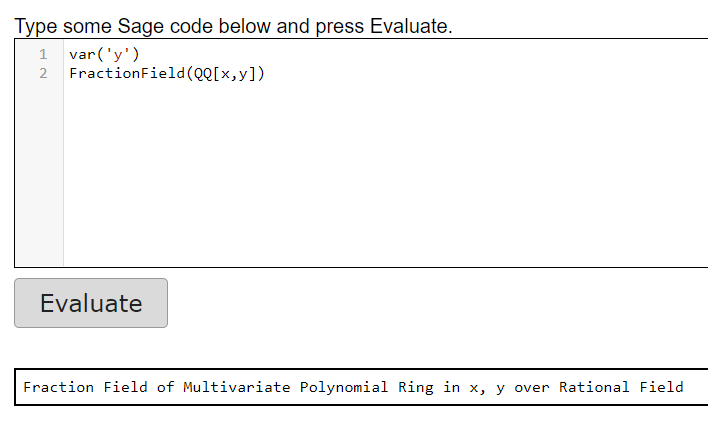 Type some Sage code below and press Evaluate.
1 var('y')
2 FractionField(QQ[x,y])
Evaluate
Fraction Field of Multivariate Polynomial Ring in x, y over Rational Field